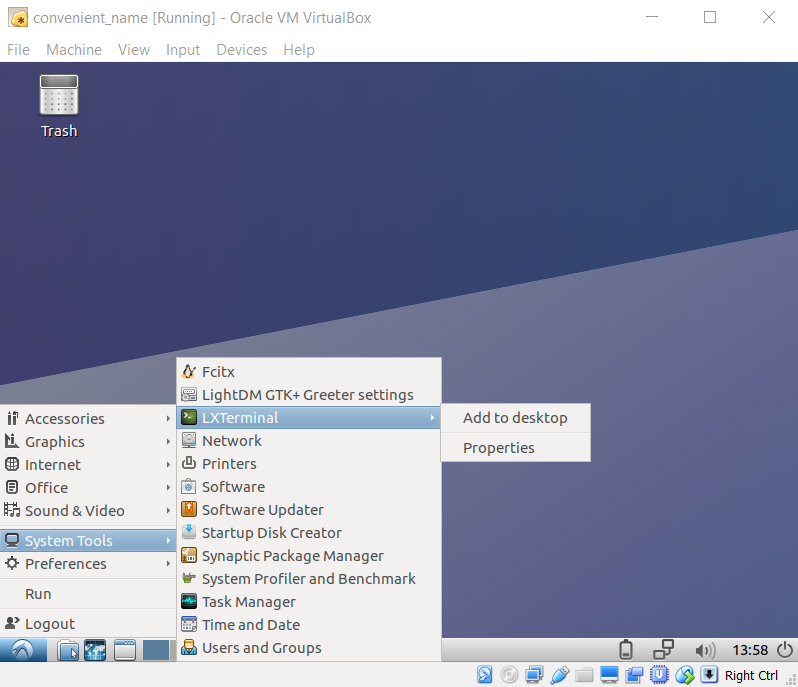 convenient_name [Running] - Oracle VM VirtualBox
File Machine View Input Devices Help
Trash
Fcitx
LightDM GTK+ Greeter settings
LXTerminal
Network
Printers
Software
Software Updater
Startup Disk Creator
Synaptic Package Manager
System Profiler and Benchmark
Task Manager
Time and Date
Users and Groups
Add to desktop
Properties
Accessories
Graphics
Internet
Office
Sound & Video
System Tools
Preferences
Run
Logout
13:58
Right Ctrl